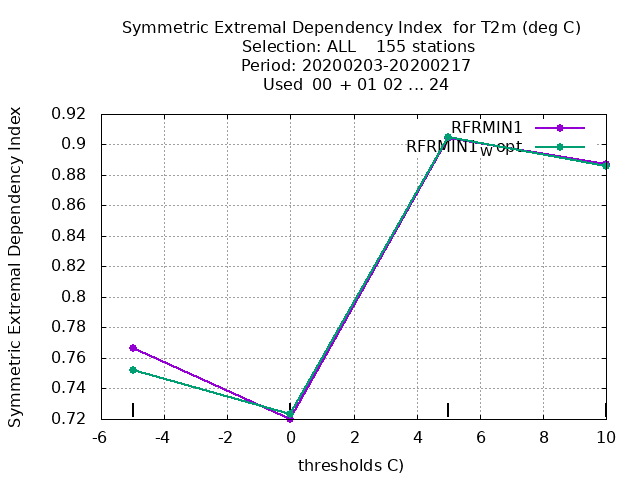 Symmetric Extremal Dependency Index for T2m (deg C)
Selection: ALL 155 stations
Period: 20200203-20200217
Used 00 + 01 02 ... 24
Symmetric Extremal Dependency Index
0.92
0.9
0.88
0.86
0.84
0.82
0.8
0.78
0.76
0.74
0.72
RFRMIN1
RFRMIN1Wopt
-6 -4 -2 0 2 4 6 8 10
thresholds C)